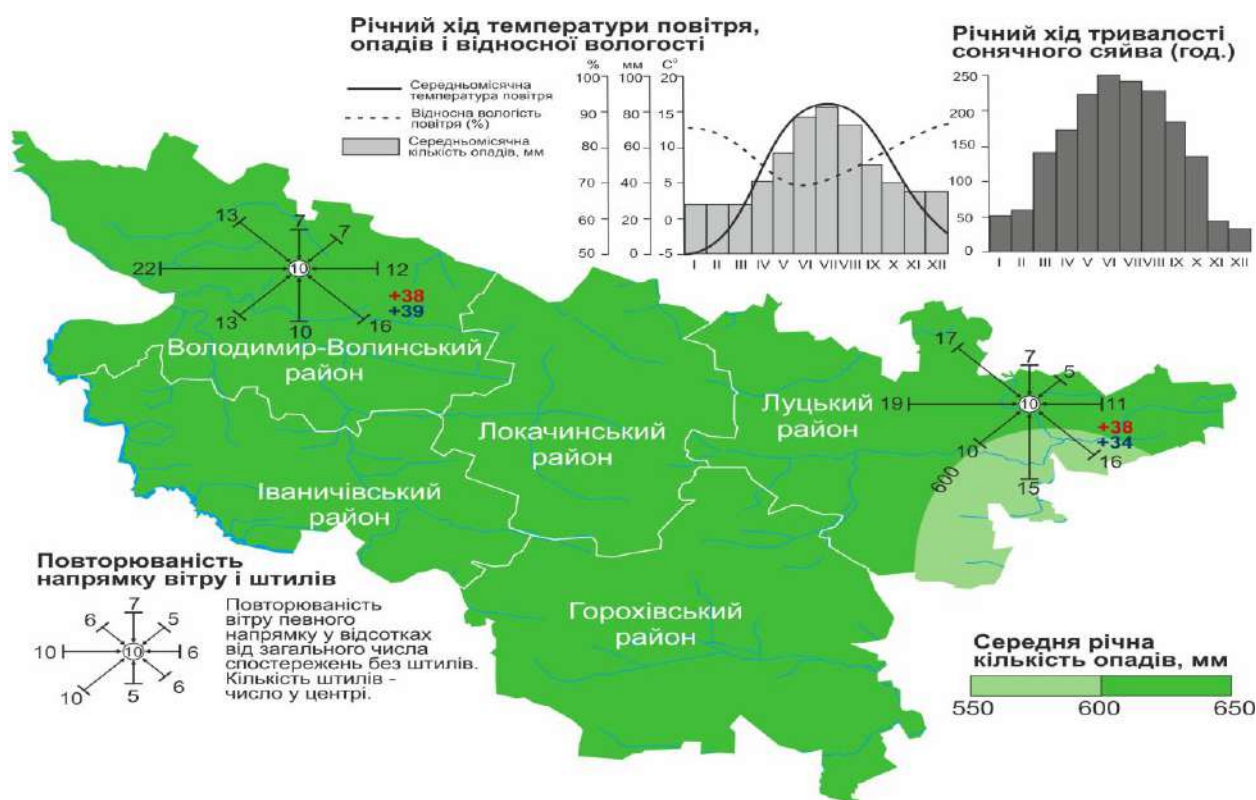 Річний хід температури повітря,
опадів і відносної вологості
Середньомісячна
температура повітря
Відносна вологість
повітря (%)
Середньомісячна
кількість опадів, мм
% мм С°
100 100 20
90 80 15
80 60 10
70 40 5
60 20 0
50 0 -5
I II III IV V VI VII VIII IX X XI XII
Річний хід тривалості
сонячного сяйва (год.)
250
200
150
100
50
0
I II III IV V VI VII VIII IX X XI XII
13 7 7
22 10 12
13 10 16
+38
+39
Володимир-Волинський
район
17 7 5
19 10 11
10 15 16
+38
+34
Луцький
район
Локачинський
район
600
Іваничівський
район
Горохівський
район
Повторюваність
напрямку вітру і штилів
6 7 5
10 10 6
10 5 6
Повторюваність
вітру певного
напрямку у відсотках
від загального числа
спостережень без штилів.
Кількість штилів -
число у центрі.
Середня річна
кількість опадів, мм
550 600 650